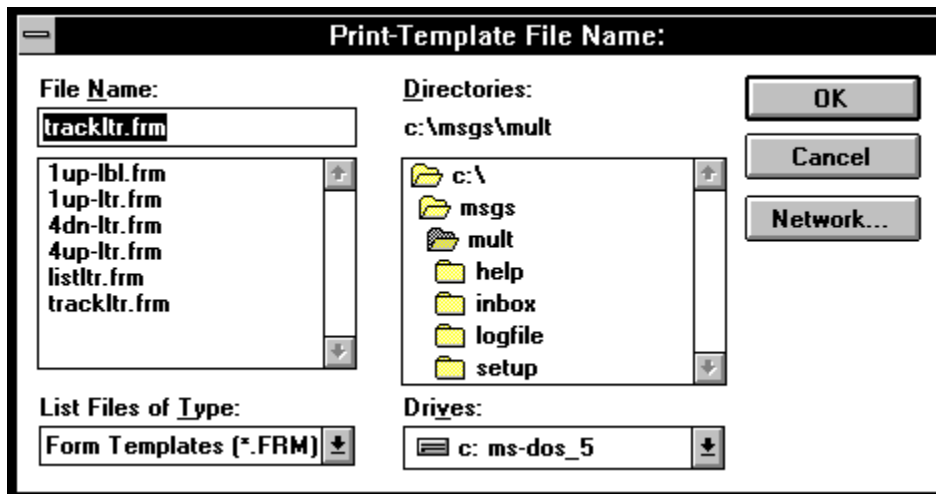 Print-Template File Name:
File Name:
trackltr.frm
1up-lbl.frm
1up-ltr.frm
4dn-ltr.frm
4up-ltr.frm
listltr.frm
trackltr.frm
List Files of Type:
Form Templates (*.FRM)
Directories:
c:\msgs\mult
c:\
msgs
mult
help
inbox
logfile
setup
Drives:
c: ms-dos_5
OK
Cancel
Network...